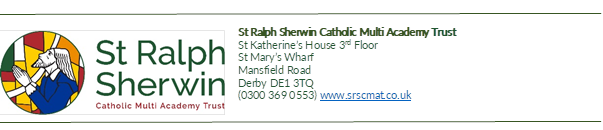 St Ralph
Sherwin
Catholic Multi Academy Trust
St Ralph Sherwin Catholic Multi Academy Trust
St Katherine's House 3rd Floor
St Mary's Wharf
Mansfield Road
Derby DE1 3TQ
(0300 369 0553) www.srscmat.co.uk